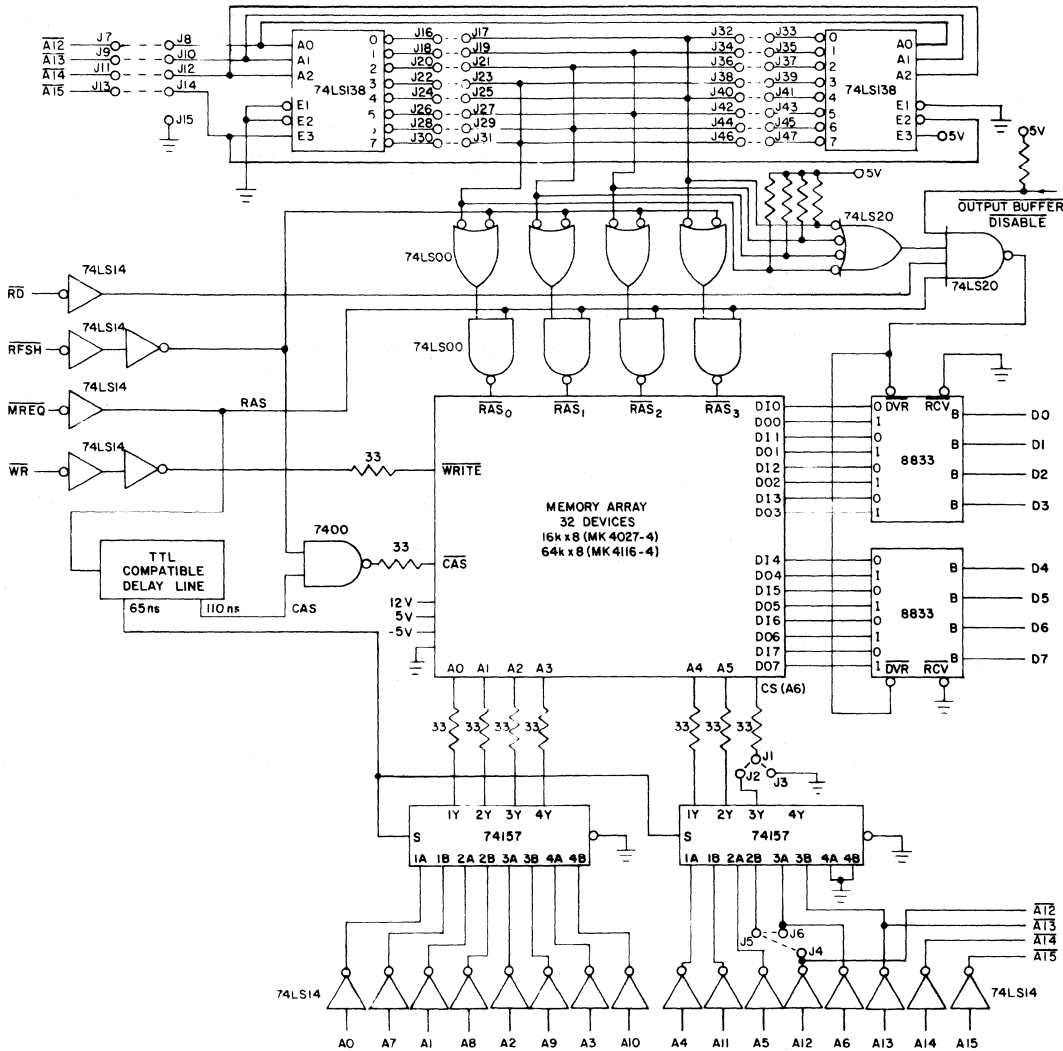 A12 J7 J8
A13 J9 J10
A14 J11 J12
A15 J13 J14
J15
A0
A1
A2
74LS138
E1
E2
E3
0 J16 J17
1 J18 J19
2 J20 J21
3 J22 J23
4 J24 J25
5 J26 J27
6 J28 J29
7 J30 J31
J32 J33 0
J34 J35 1
J36 J37 2
J38 J39 3
J40 J41 4
J42 J43 5
J44 J45 6
J46 J47 7
A0
A1
A2
74LS138
E1
E2
E3 5V
5V
5V
OUTPUT BUFFER
DISABLE
74LS20
74LS20
74LS00
74LS00
RD 74LS14
RFSH 74LS14
MREQ 74LS14
RAS
WR 74LS14
33
RAS0 RAS1 RAS2 RAS3
WRITE
MEMORY ARRAY
32 DEVICES
16k x 8 (MK 4027-4)
64k x 8 (MK 4116-4)
7400
33
CAS
TTL
COMPATIBLE
DELAY LINE
65ns 110ns CAS
12V
5V
-5V
DI0 O
DO0 I
DI1 O
DO1 I
DI2 O
DO2 I
DI3 O
DO3 I
DI4 O
DO4 I
DI5 O
DO5 I
DI6 O
DO6 I
DI7 O
DO7 I
DVR RCV
8833
B D0
B D1
B D2
B D3
8833
B D4
B D5
B D6
B D7
DVR RCV
A0 A1 A2 A3
A4 A5 CS (A6)
33 33 33 33
33 33 33
J1
J2 J3
1Y 2Y 3Y 4Y
S 74157
1A 1B 2A 2B 3A 3B 4A 4B
1Y 2Y 3Y 4Y
S 74157
1A 1B 2A 2B 3A 3B 4A 4B
J5 J6
J4
A12
A13
A14
A15
74LS14
74LS14
A0 A7 A1 A8 A2 A9 A3 A10
A4 A11 A5 A12 A6 A13 A14 A15